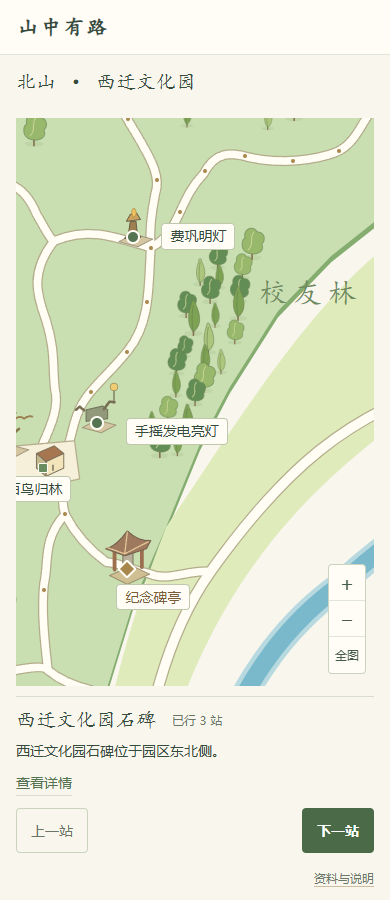 山中有路
北山 • 西迁文化园
费巩明灯
校友林
手摇发电亮灯
百鸟归林
纪念碑亭
+
−
全图
西迁文化园石碑 已行 3 站
西迁文化园石碑位于园区东北侧。
查看详情
上一站 下一站
资料与说明